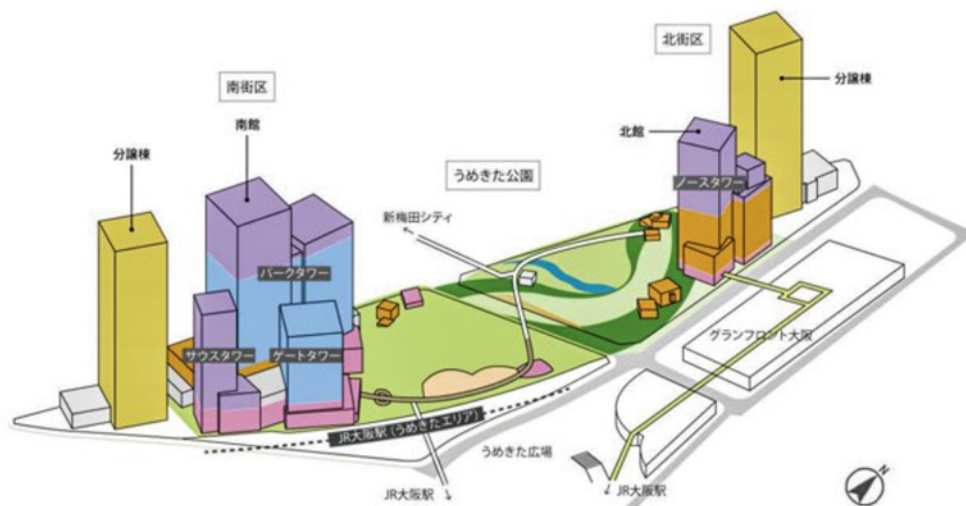 北街区
分譲棟
南街区
南館
北館
分譲棟
うめきた公園
ノースタワー
新梅田シティ
パークタワー
グランフロント大阪
サウスタワー
ゲートタワー
JR大阪駅(うめきたエリア)
うめきた広場
JR大阪駅
JR大阪駅
N